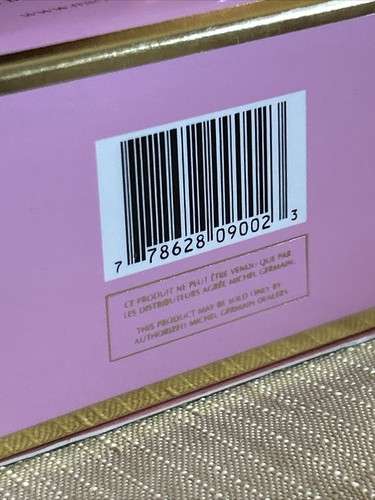 7 78628 09002 3
CE PRODUIT NE PEUT ÊTRE VENDU QUE PAR
LES DISTRIBUTEURS AGRÉE MICHEL GERMAIN.
THIS PRODUCT MAY BE SOLD ONLY BY
AUTHORIZED MICHEL GERMAIN DEALERS.